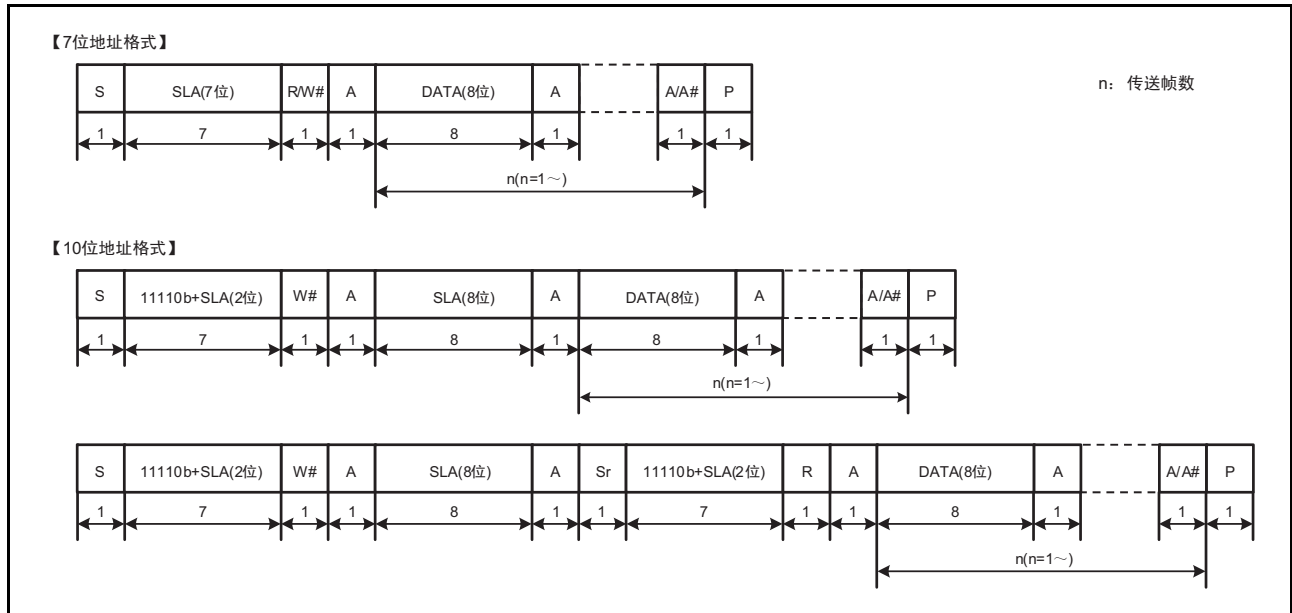 【7位地址格式】
n：传送帧数
S SLA(7位) R/W# A DATA(8位) A A/A# P
1 7 1 1 8 1 1 1
n(n=1～)
【10位地址格式】
S 11110b+SLA(2位) W# A SLA(8位) A DATA(8位) A A/A# P
1 7 1 1 8 1 8 1 1 1
n(n=1～)
S 11110b+SLA(2位) W# A SLA(8位) A Sr 11110b+SLA(2位) R A DATA(8位) A A/A# P
1 7 1 1 8 1 1 7 1 1 8 1 1 1
n(n=1～)